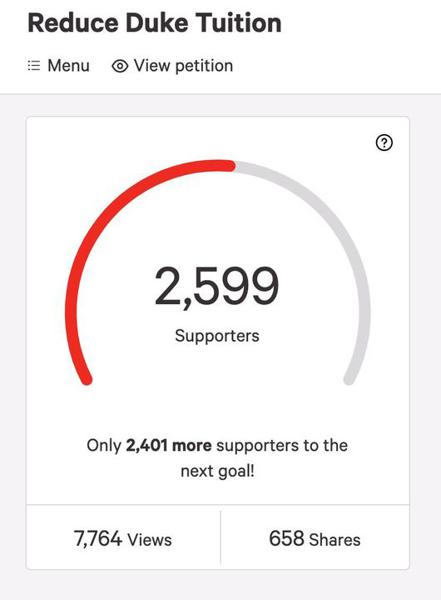 Reduce Duke Tuition
Menu View petition
?
2,599
Supporters
Only 2,401 more supporters to the
next goal!
7,764 Views 658 Shares